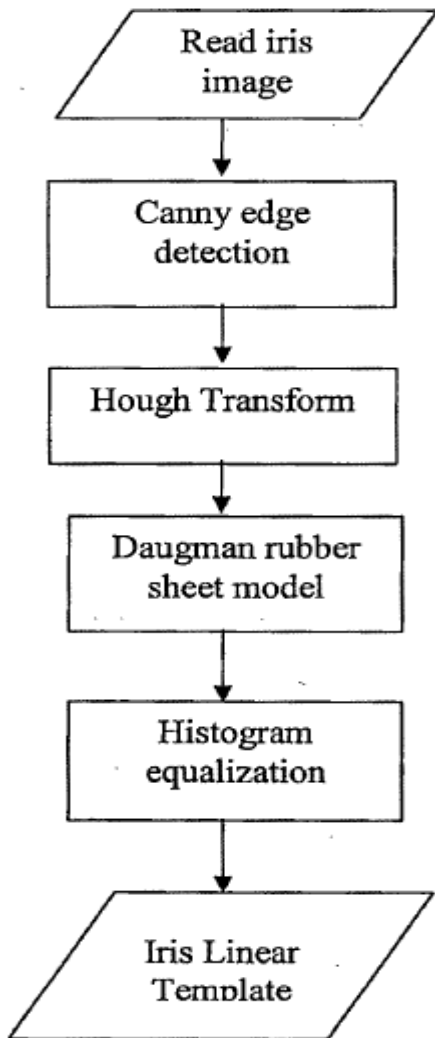 Read iris
image
Canny edge
detection
Hough Transform
Daugman rubber
sheet model
Histogram
equalization
Iris Linear
Template